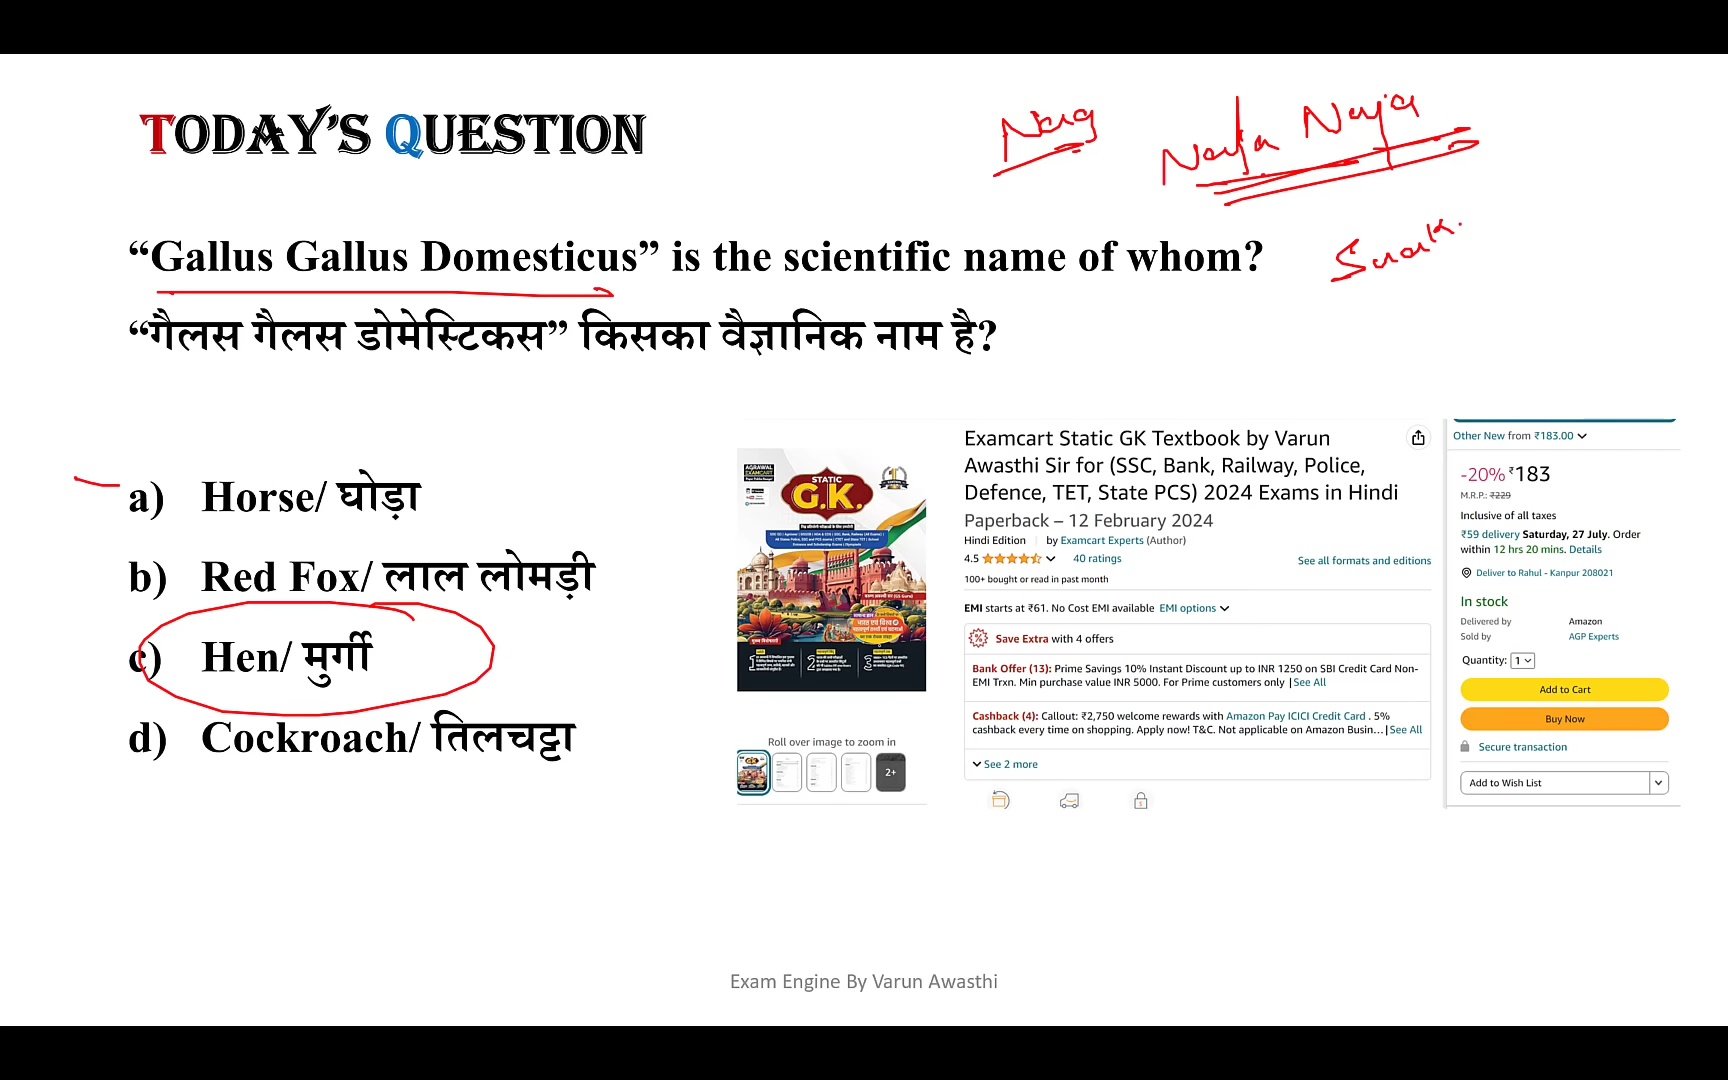 TODAY'S QUESTION
Naag
Naja Naja
"Gallus Gallus Domesticus" is the scientific name of whom?
Snak.
"गैलस गैलस डोमेस्टिकस" किसका वैज्ञानिक नाम है?
a) Horse/ घोड़ा
b) Red Fox/ लाल लोमड़ी
c) Hen/ मुर्गी
d) Cockroach/ तिलचट्टा
AGRAWAL
EXAMCART
STATIC
G.K.
1
2
3
Roll over image to zoom in
2+
Examcart Static GK Textbook by Varun
Awasthi Sir for (SSC, Bank, Railway, Police,
Defence, TET, State PCS) 2024 Exams in Hindi
Paperback – 12 February 2024
Hindi Edition | by Examcart Experts (Author)
4.5 40 ratings
See all formats and editions
100+ bought or read in past month
EMI starts at ₹61. No Cost EMI available EMI options
Save Extra with 4 offers
Bank Offer (13): Prime Savings 10% Instant Discount up to INR 1250 on SBI Credit Card Non-
EMI Trxn. Min purchase value INR 5000. For Prime customers only | See All
Cashback (4): Callout: ₹2,750 welcome rewards with Amazon Pay ICICI Credit Card . 5%
cashback every time on shopping. Apply now! T&C. Not applicable on Amazon Busin... | See All
See 2 more
Other New from ₹183.00
-20% ₹183
M.R.P.: ₹229
Inclusive of all taxes
₹59 delivery Saturday, 27 July. Order
within 12 hrs 20 mins. Details
Deliver to Rahul - Kanpur 208021
In stock
Delivered by Amazon
Sold by AGP Experts
Quantity: 1
Add to Cart
Buy Now
Secure transaction
Add to Wish List
Exam Engine By Varun Awasthi